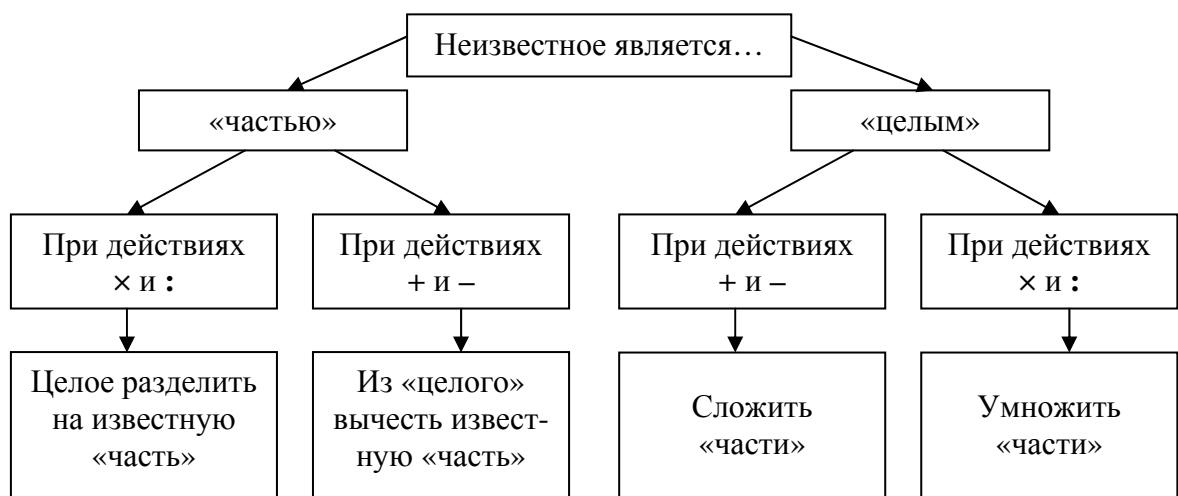 Неизвестное является…
«частью»
«целым»
При действиях
× и :
При действиях
+ и –
При действиях
+ и –
При действиях
× и :
Целое разделить
на известную
«часть»
Из «целого»
вычесть извест-
ную «часть»
Сложить
«части»
Умножить
«части»